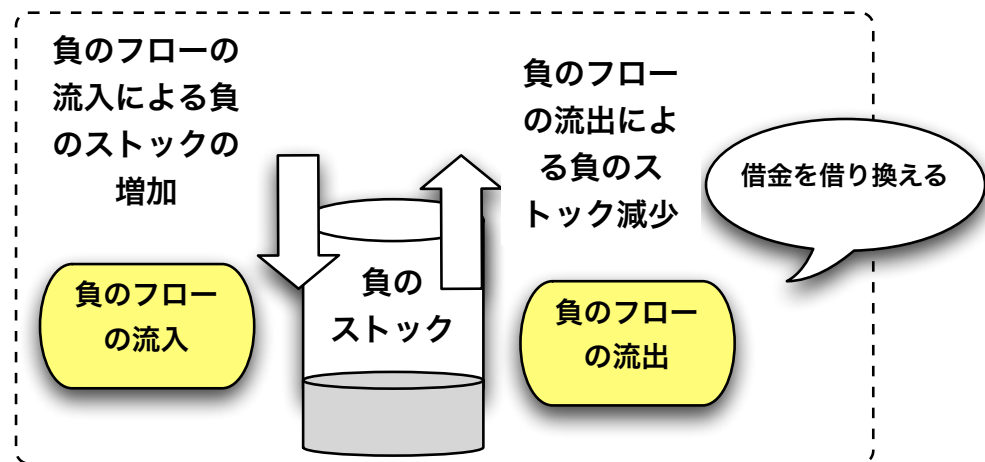 負のフローの
流入による負
のストックの
増加
負のフロー
の流出によ
る負のス
トック減少
借金を借り換える
負のフロー
の流入
負の
ストック
負のフロー
の流出